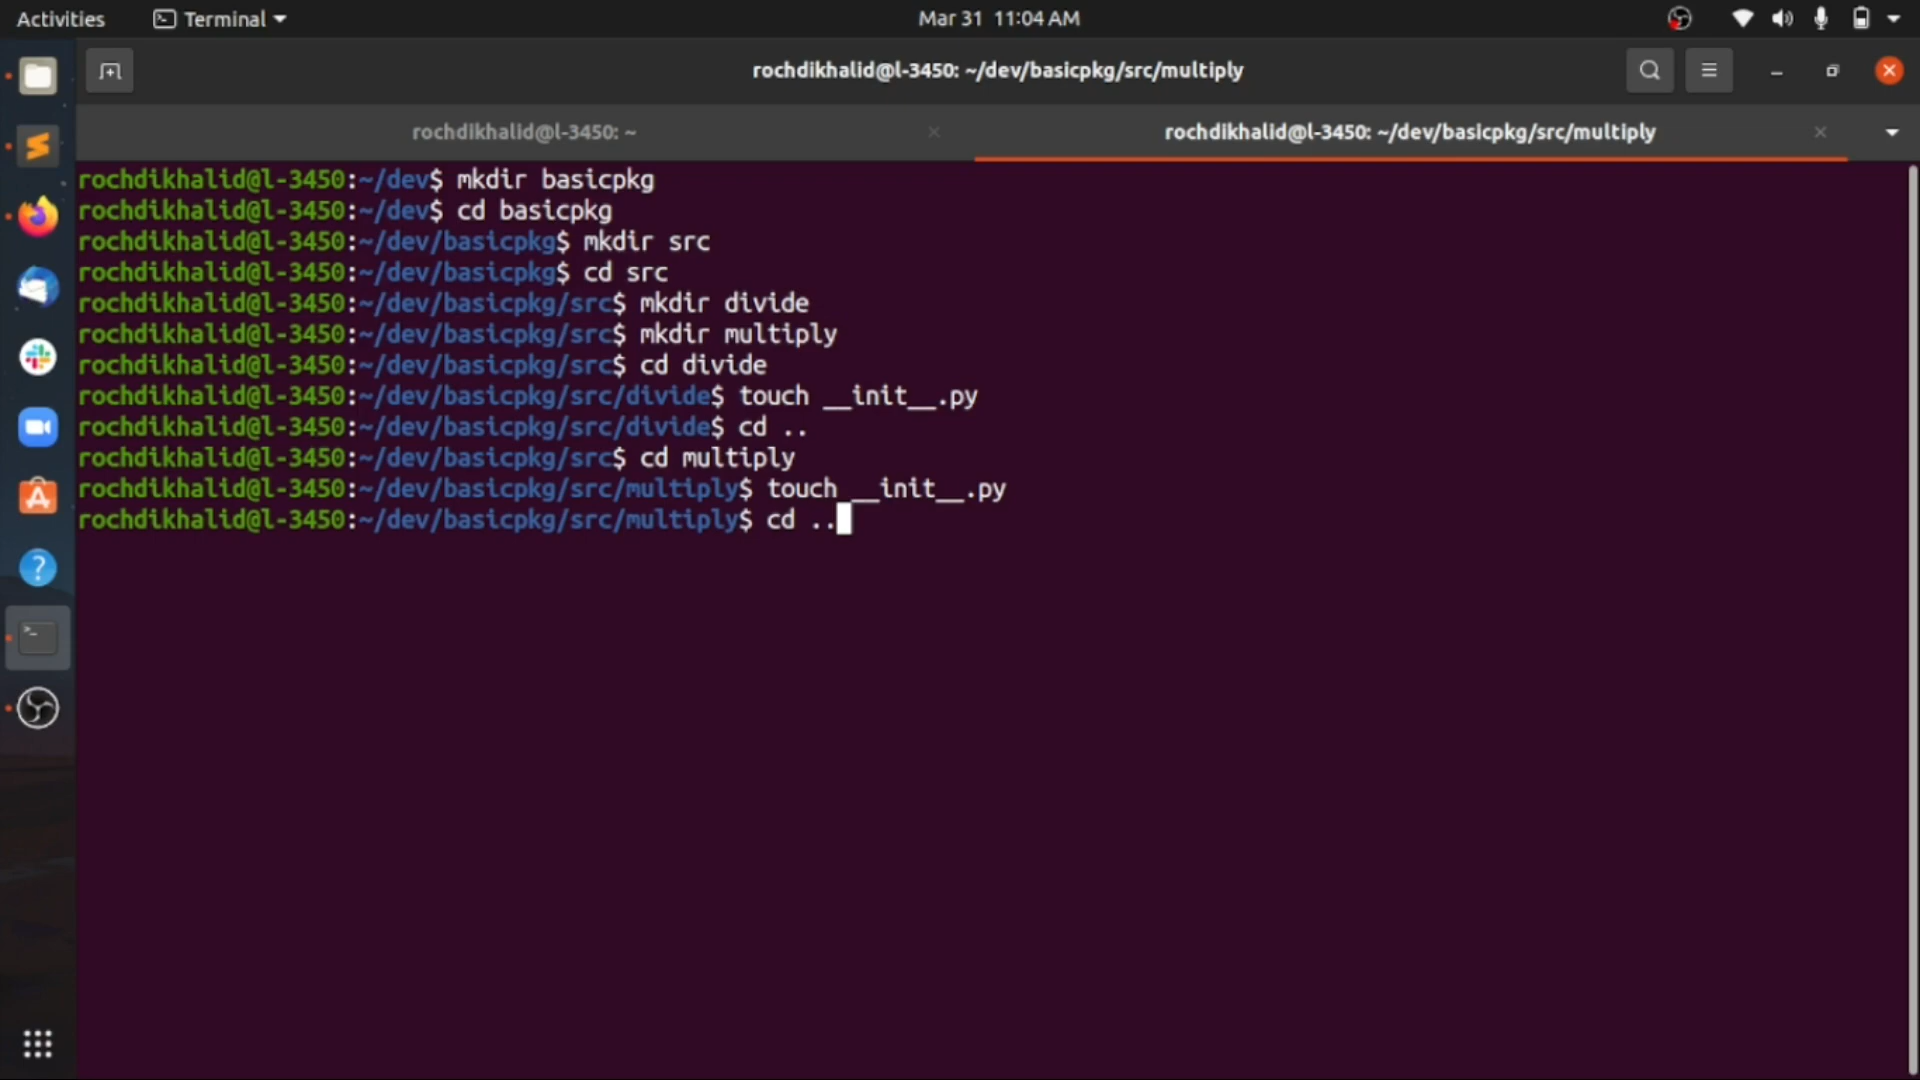 Activities Terminal Mar 31 11:04 AM
rochdikhalid@l-3450: ~/dev/basicpkg/src/multiply
rochdikhalid@l-3450: ~ rochdikhalid@l-3450: ~/dev/basicpkg/src/multiply
rochdikhalid@l-3450:~/dev$ mkdir basicpkg
rochdikhalid@l-3450:~/dev$ cd basicpkg
rochdikhalid@l-3450:~/dev/basicpkg$ mkdir src
rochdikhalid@l-3450:~/dev/basicpkg$ cd src
rochdikhalid@l-3450:~/dev/basicpkg/src$ mkdir divide
rochdikhalid@l-3450:~/dev/basicpkg/src$ mkdir multiply
rochdikhalid@l-3450:~/dev/basicpkg/src$ cd divide
rochdikhalid@l-3450:~/dev/basicpkg/src/divide$ touch __init__.py
rochdikhalid@l-3450:~/dev/basicpkg/src/divide$ cd ..
rochdikhalid@l-3450:~/dev/basicpkg/src$ cd multiply
rochdikhalid@l-3450:~/dev/basicpkg/src/multiply$ touch __init__.py
rochdikhalid@l-3450:~/dev/basicpkg/src/multiply$ cd ..